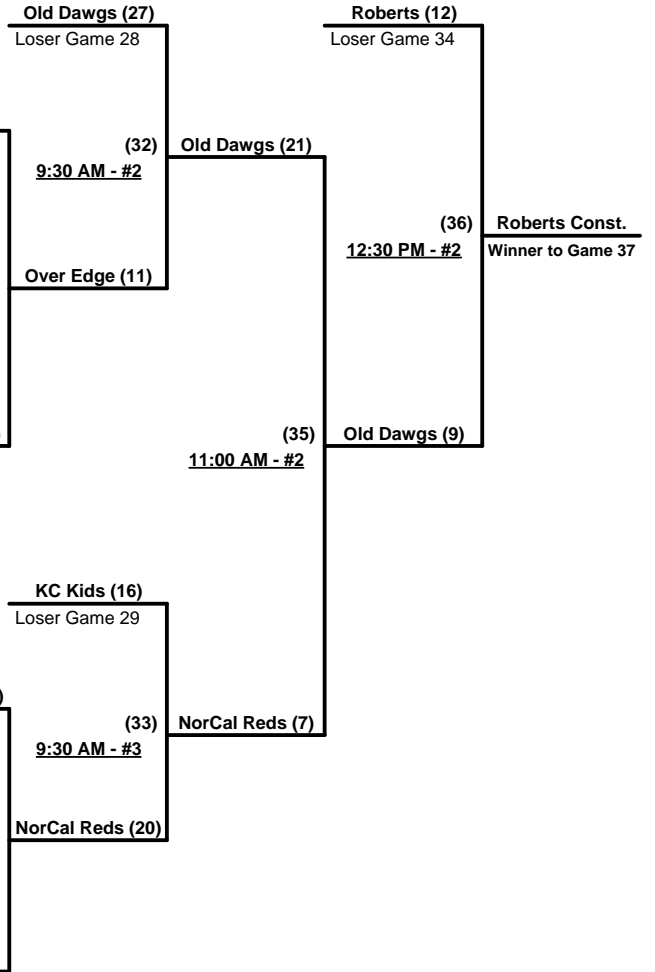 Old Dawgs (27)
Loser Game 28
Roberts (12)
Loser Game 34
(32)
9:30 AM - #2
Old Dawgs (21)
Over Edge (11)
(36)
12:30 PM - #2
Roberts Const.
Winner to Game 37
(35)
11:00 AM - #2
Old Dawgs (9)
KC Kids (16)
Loser Game 29
(33)
9:30 AM - #3
NorCal Reds (7)
NorCal Reds (20)